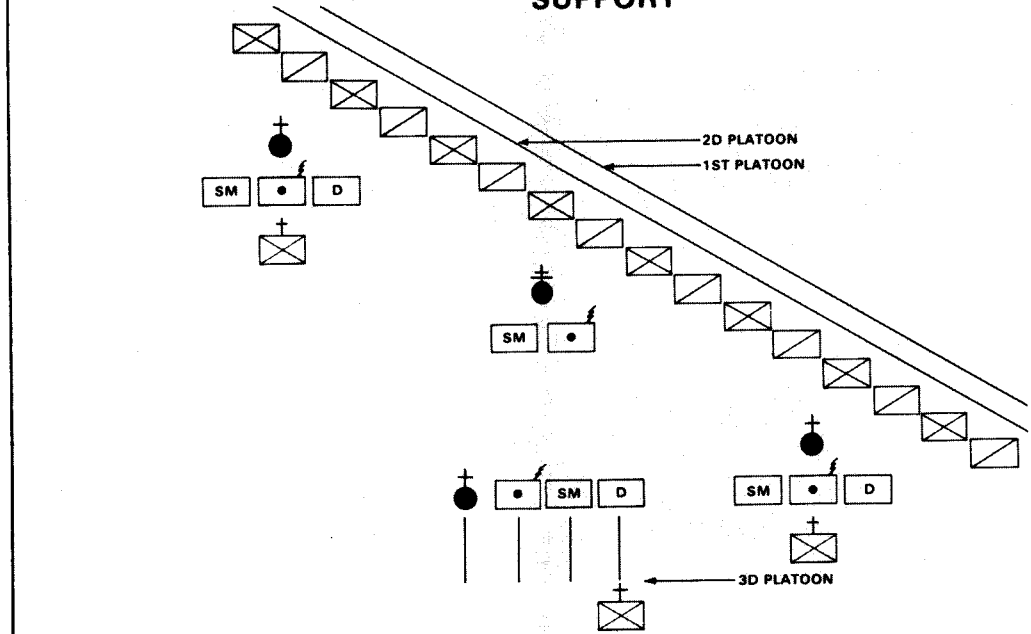 SUPPORT
2D PLATOON
1ST PLATOON
SM D
SM
SM D
SM D
3D PLATOON